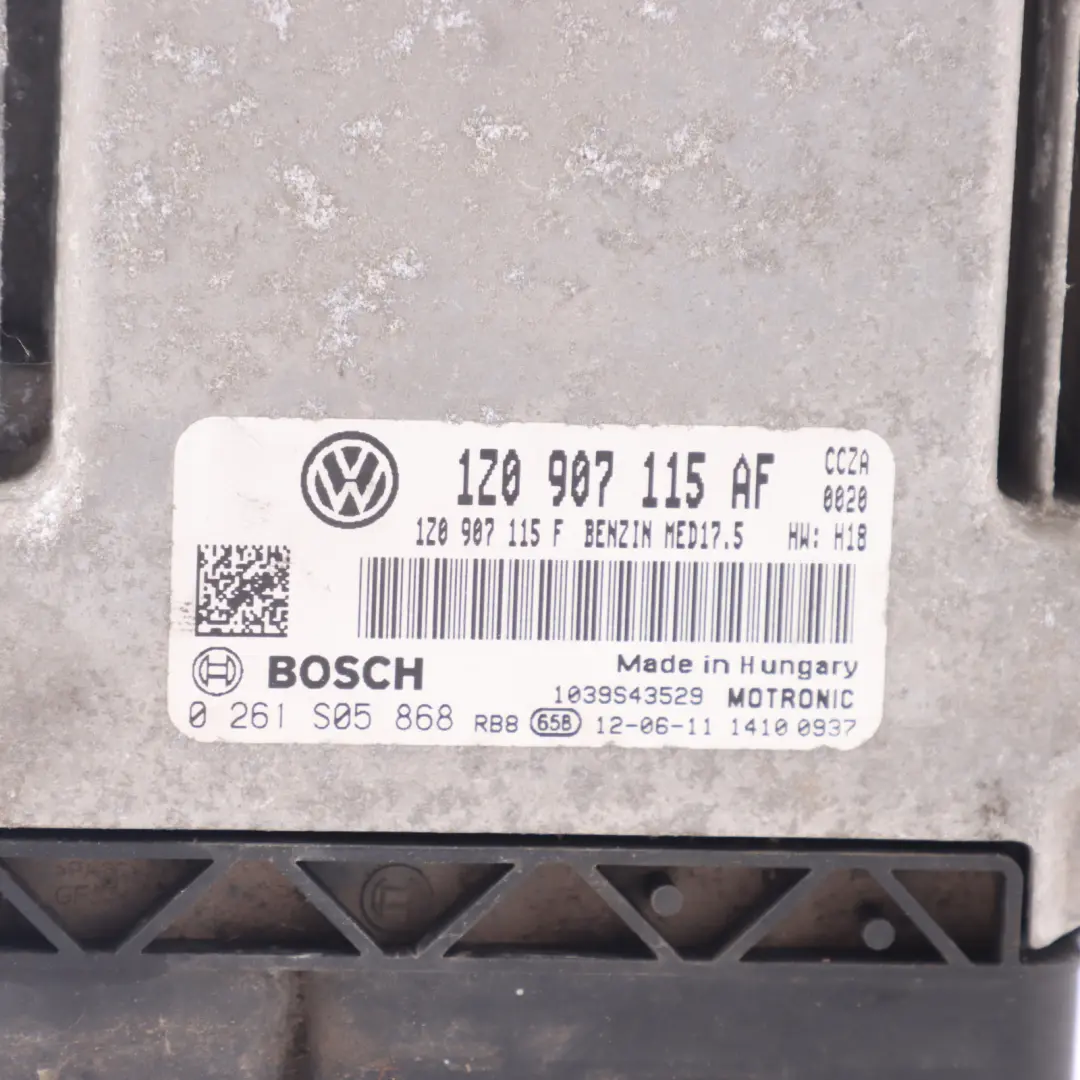 1Z0 907 115 AF
CCZA
0020
1Z0 907 115 F BENZIN MED17.5 HW: H18
BOSCH
Made in Hungary
1039S43529 MOTRONIC
0 261 S05 868 RB8 65B 12-06-11 1410 0937